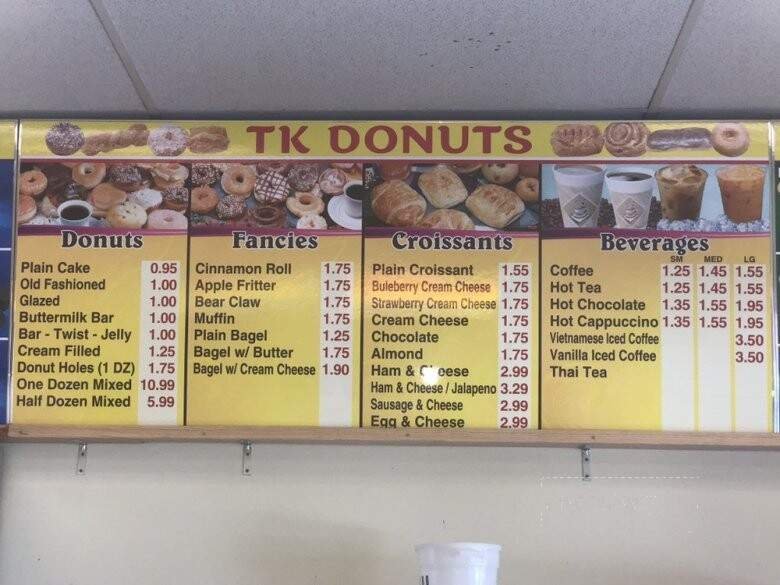 TK DONUTS
Donuts
Plain Cake 0.95
Old Fashioned 1.00
Glazed 1.00
Buttermilk Bar 1.00
Bar - Twist - Jelly 1.00
Cream Filled 1.25
Donut Holes (1 DZ) 1.75
One Dozen Mixed 10.99
Half Dozen Mixed 5.99
Fancies
Cinnamon Roll 1.75
Apple Fritter 1.75
Bear Claw 1.75
Muffin 1.75
Plain Bagel 1.25
Bagel w/ Butter 1.75
Bagel w/ Cream Cheese 1.90
Croissants
Plain Croissant 1.55
Buleberry Cream Cheese 1.75
Strawberry Cream Cheese 1.75
Cream Cheese 1.75
Chocolate 1.75
Almond 1.75
Ham & Cheese 2.99
Ham & Cheese / Jalapeno 3.29
Sausage & Cheese 2.99
Egg & Cheese 2.99
Beverages
SM MED LG
Coffee 1.25 1.45 1.55
Hot Tea 1.25 1.45 1.55
Hot Chocolate 1.35 1.55 1.95
Hot Cappuccino 1.35 1.55 1.95
Vietnamese Iced Coffee 3.50
Vanilla Iced Coffee 3.50
Thai Tea